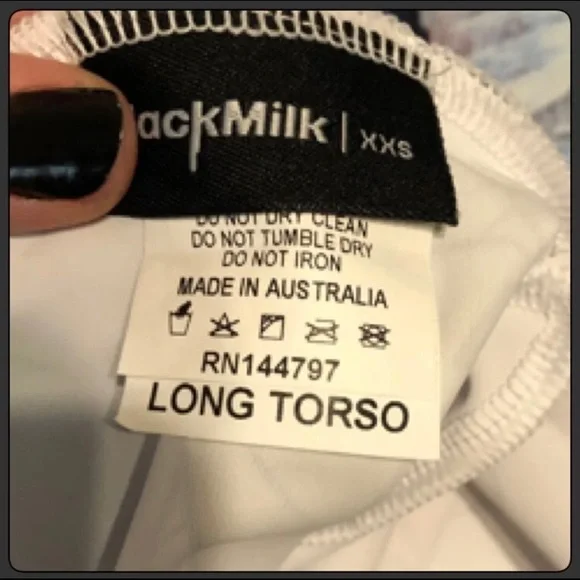 ackMilk | xxs
DO NOT DRY CLEAN
DO NOT TUMBLE DRY
DO NOT IRON
MADE IN AUSTRALIA
RN144797
LONG TORSO